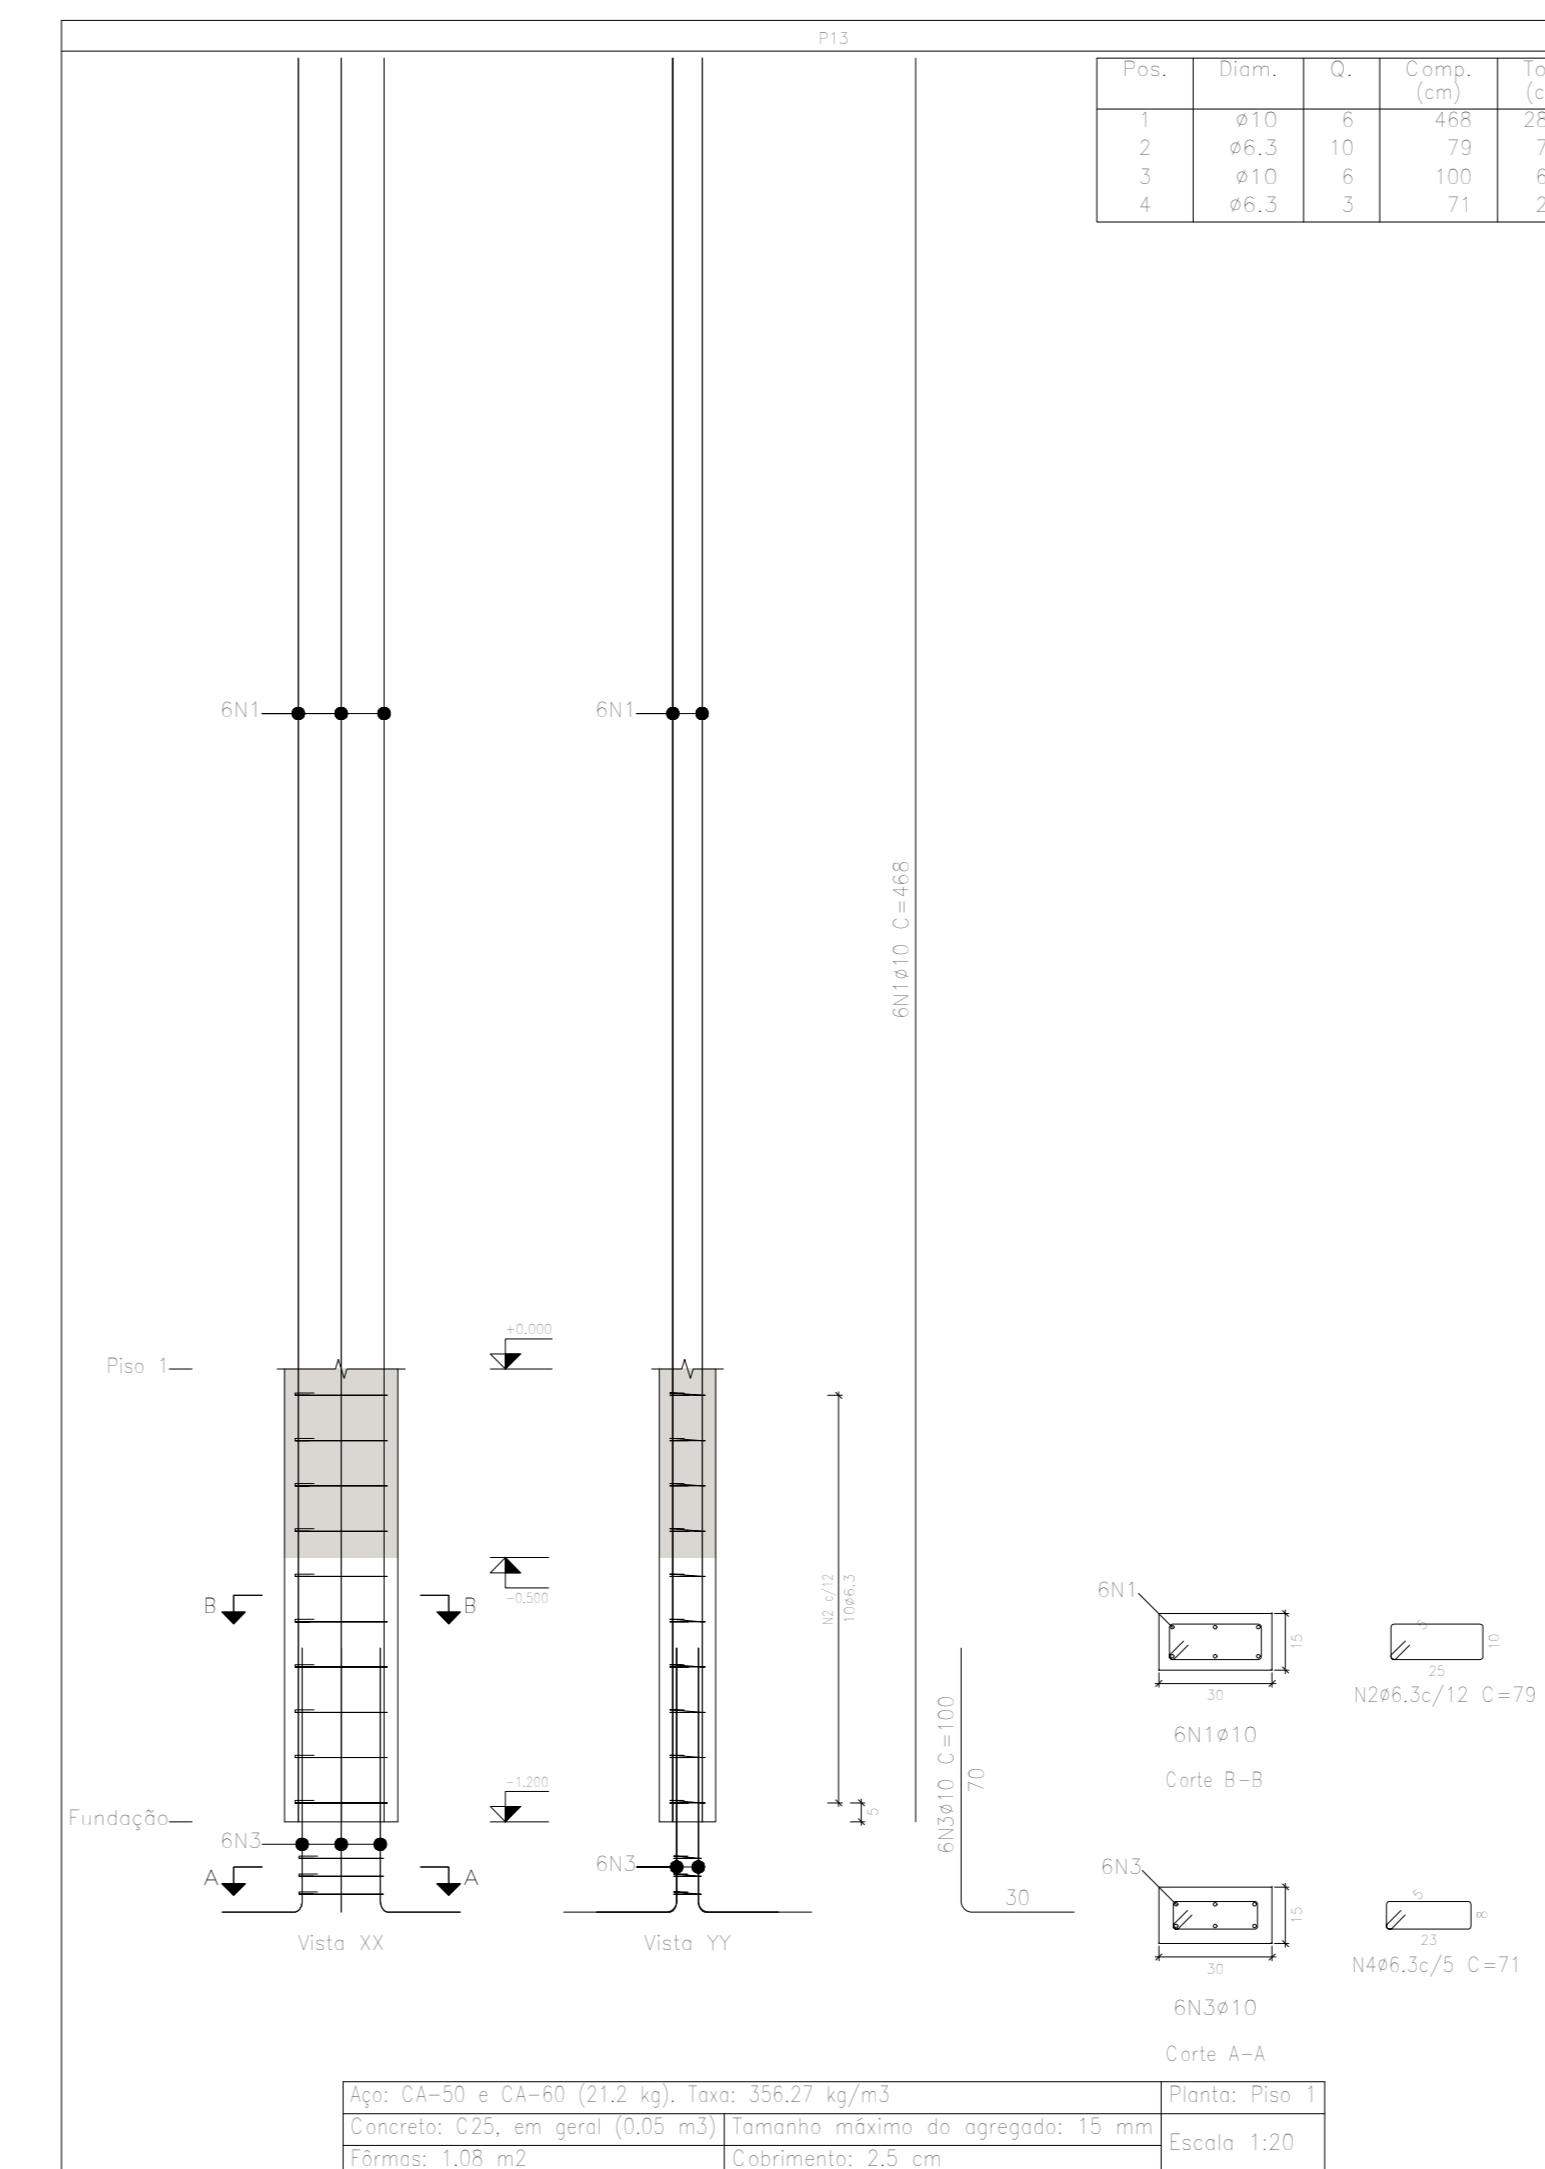 P13
Pos. Diam. Q. Comp. (cm)
1 ø10 6 468
2 ø6.3 10 79
3 ø10 6 100
4 ø6.3 3 71
6N1
6N1
6N1ø10 C=468
+0.000
Piso 1
B B
-0.500
N2 c/12
10ø6.3
-1.200
5
Fundação
6N3
6N3
A A
Vista XX
Vista YY
6N3ø10 C=100
70
30
6N1
15
30
6N1ø10
Corte B-B
5
10
25
N2ø6.3c/12 C=79
6N3
15
30
6N3ø10
Corte A-A
5
8
23
N4ø6.3c/5 C=71
Aço: CA-50 e CA-60 (21.2 kg). Taxa: 356.27 kg/m3
Planta: Piso 1
Concreto: C25, em geral (0.05 m3)
Tamanho máximo do agregado: 15 mm
Escala 1:20
Fôrmas: 1.08 m2
Cobrimento: 2.5 cm